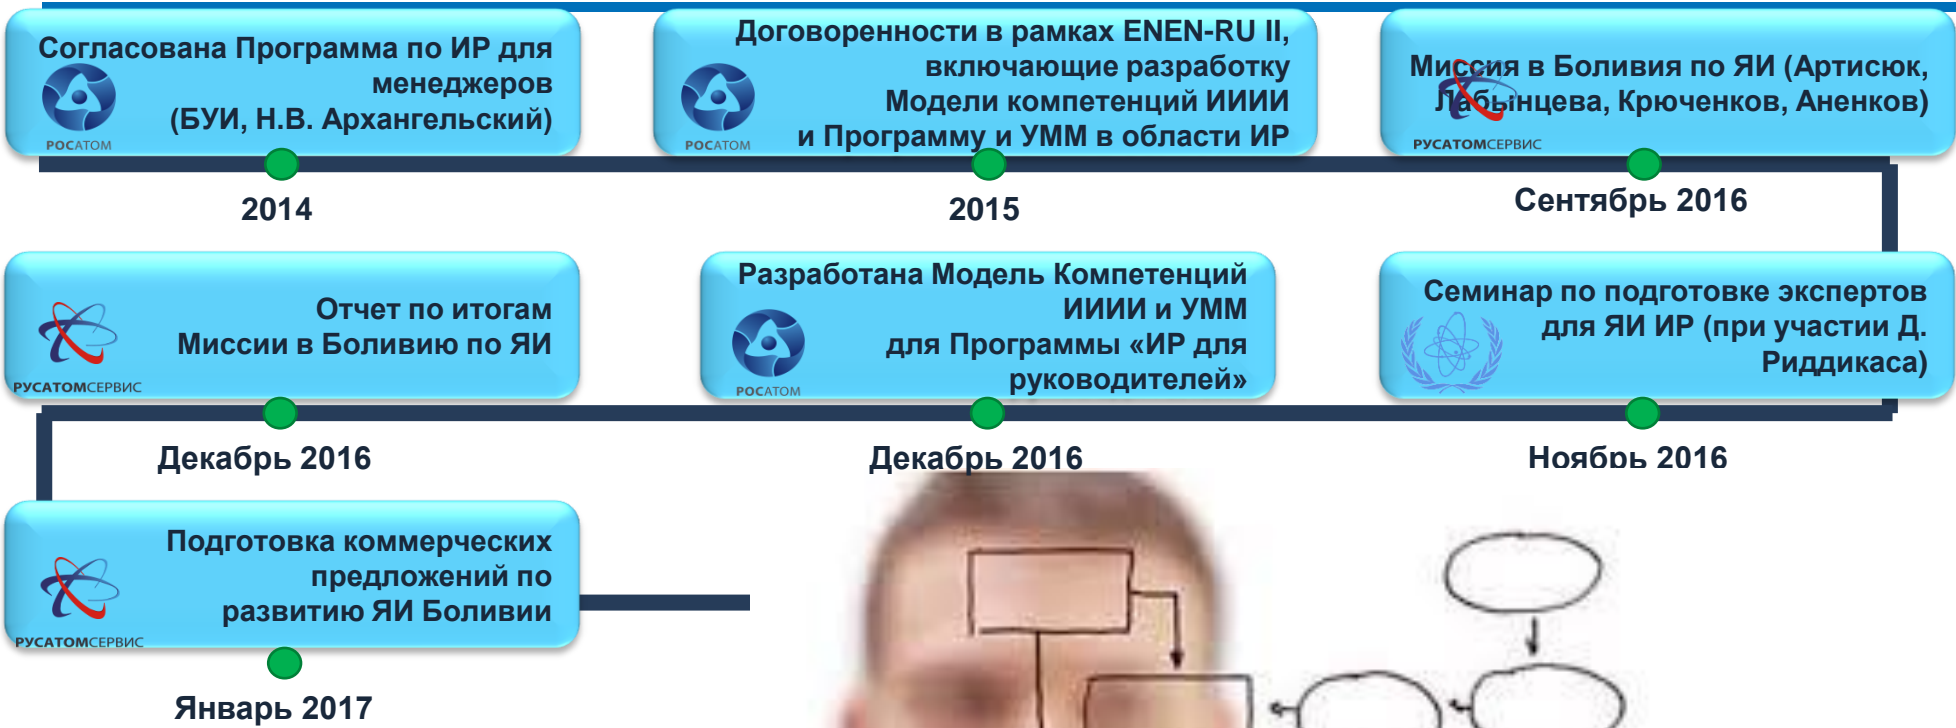 Согласована Программа по ИР для
менеджеров
(БУИ, Н.В. Архангельский)
РОСАТОМ
2014
Договоренности в рамках ENEN-RU II,
включающие разработку
Модели компетенций ИИИИ
и Программу и УММ в области ИР
РОСАТОМ
2015
Миссия в Боливия по ЯИ (Артисюк,
Лабынцева, Крюченков, Аненков)
РУСАТОМСЕРВИС
Сентябрь 2016
Отчет по итогам
Миссии в Боливию по ЯИ
РУСАТОМСЕРВИС
Декабрь 2016
Разработана Модель Компетенций
ИИИИ и УММ
для Программы «ИР для
руководителей»
РОСАТОМ
Декабрь 2016
Семинар по подготовке экспертов
для ЯИ ИР (при участии Д.
Риддикаса)
Ноябрь 2016
Подготовка коммерческих
предложений по
развитию ЯИ Боливии
РУСАТОМСЕРВИС
Январь 2017